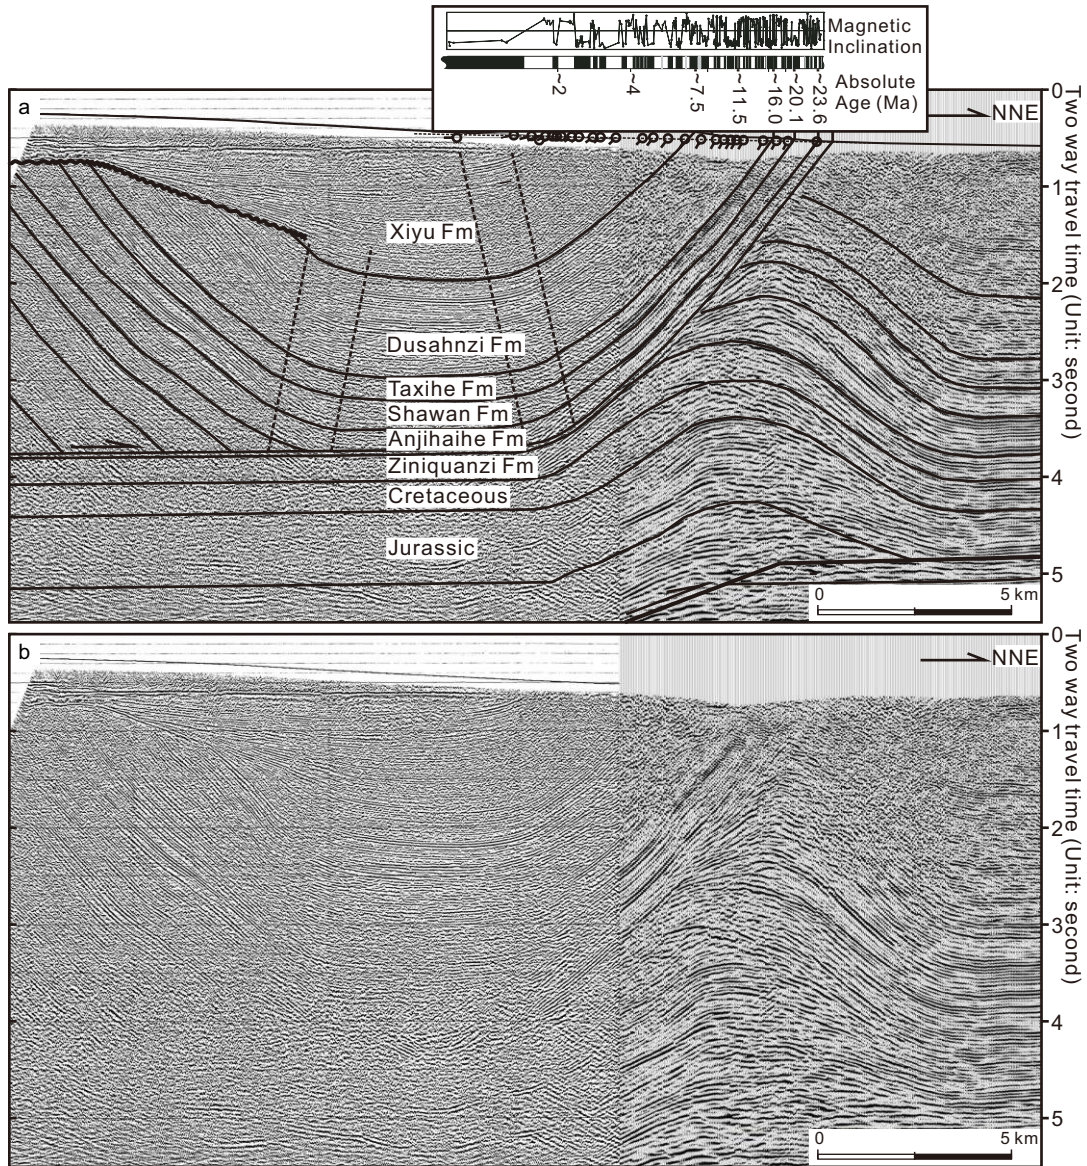 Magnetic
Inclination
~2
~4
~7.5
~11.5
~16.0
~20.1
~23.6
Absolute
Age (Ma)
a
NNE
Xiyu Fm
Dusahnzi Fm
Taxihe Fm
Shawan Fm
Anjihaihe Fm
Ziniquanzi Fm
Cretaceous
Jurassic
0
1
2
3
4
5
Two way travel time (Unit: second)
0 5 km
b
NNE
0
1
2
3
4
5
Two way travel time (Unit: second)
0 5 km